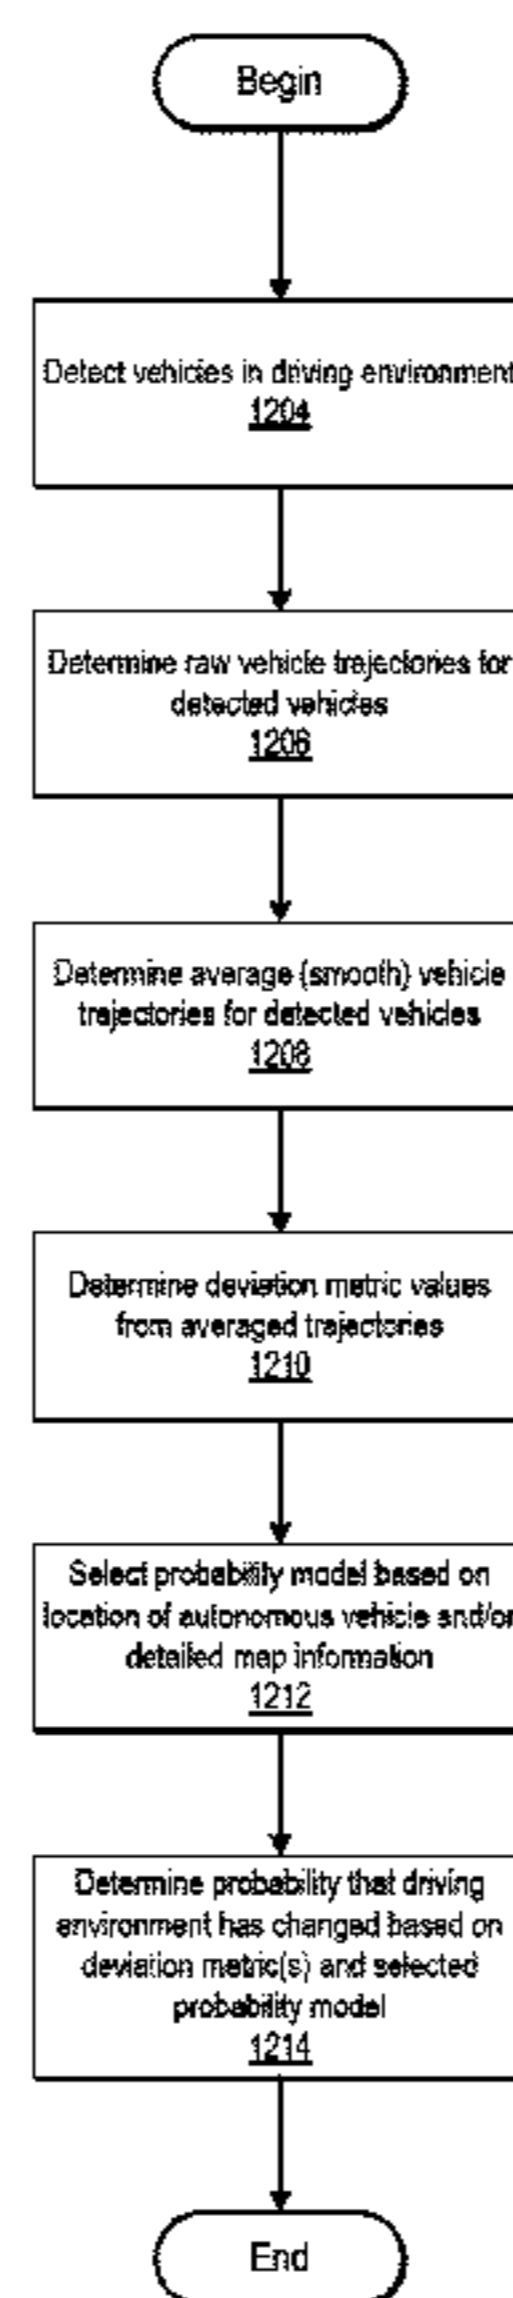 Begin
Detect vehicles in driving environment
1204
Determine raw vehicle trajectories for
detected vehicles
1206
Determine average (smooth) vehicle
trajectories for detected vehicles
1208
Determine deviation metric values
from averaged trajectories
1210
Select probability model based on
location of autonomous vehicle and/or
detailed map information
1212
Determine probability that driving
environment has changed based on
deviation metric(s) and selected
probability model
1214
End